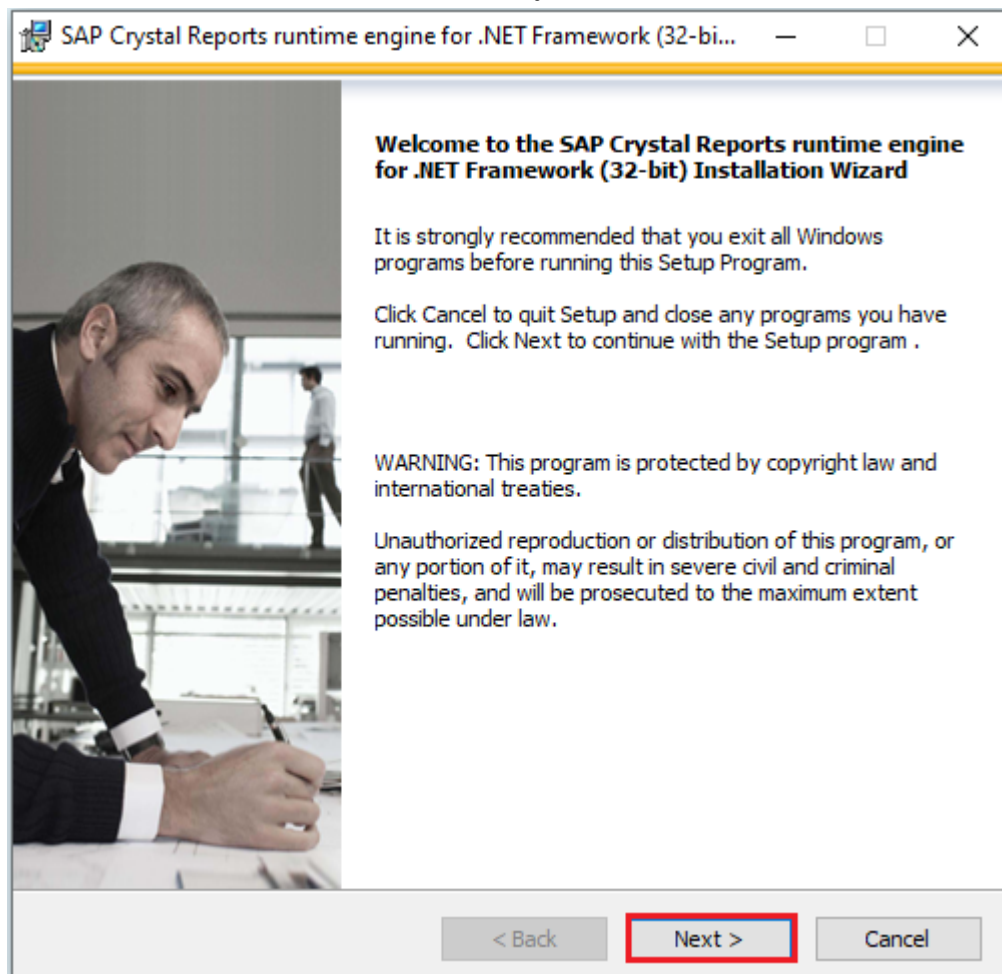 SAP Crystal Reports runtime engine for .NET Framework (32-bi...
Welcome to the SAP Crystal Reports runtime engine
for .NET Framework (32-bit) Installation Wizard
It is strongly recommended that you exit all Windows
programs before running this Setup Program.
Click Cancel to quit Setup and close any programs you have
running. Click Next to continue with the Setup program .
WARNING: This program is protected by copyright law and
international treaties.
Unauthorized reproduction or distribution of this program, or
any portion of it, may result in severe civil and criminal
penalties, and will be prosecuted to the maximum extent
possible under law.
< Back
Next >
Cancel